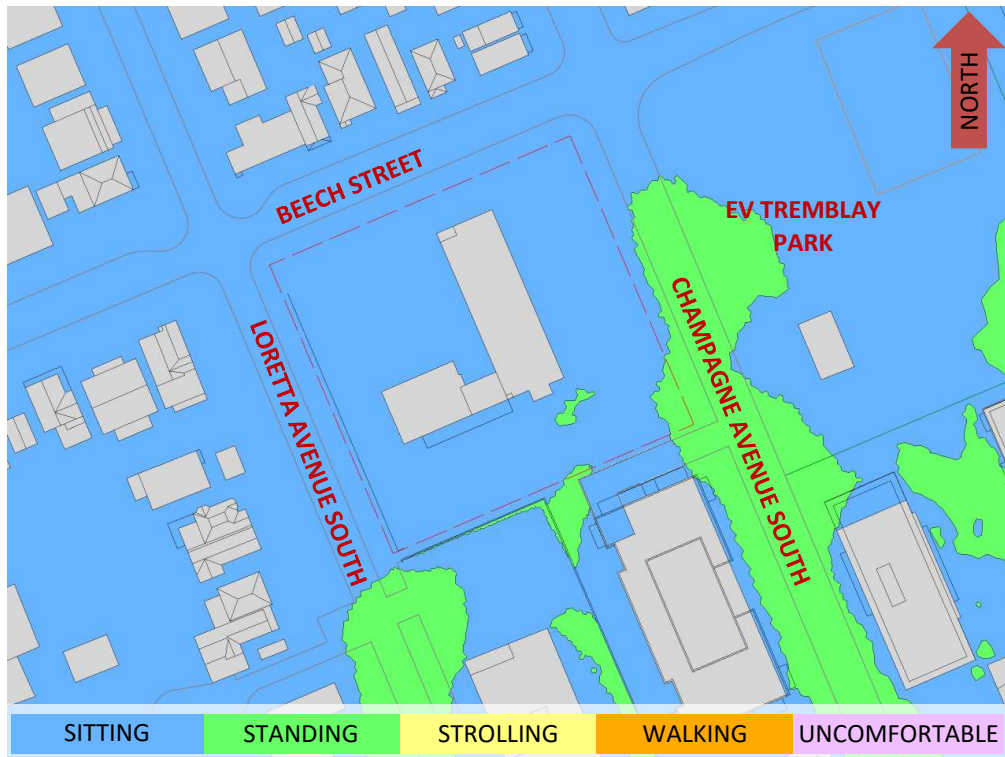 NORTH
BEECH STREET
EV TREMBLAY
PARK
LORETTA AVENUE SOUTH
CHAMPAGNE AVENUE SOUTH
SITTING
STANDING
STROLLING
WALKING
UNCOMFORTABLE